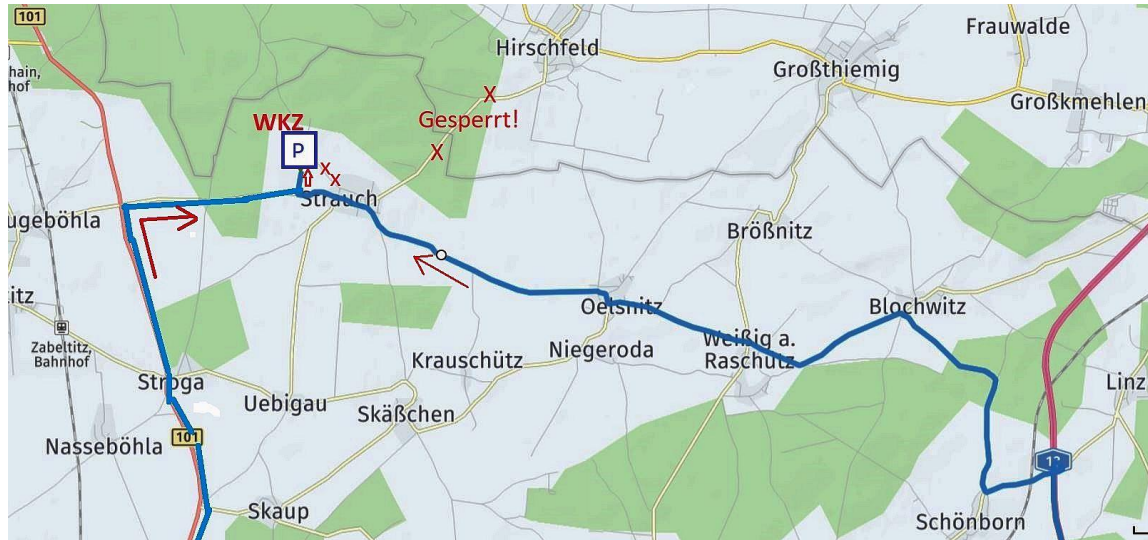 101
Frauwalde
Hirschfeld
Großthiemig
hain,
hof
Großkmehlen
Gesperrt!
WKZ
P
X
X
X
X
Strauch
ugeböhla
Brößnitz
itz
Oelsnitz
Blochwitz
Zabeltitz,
Bahnhof
Weißig a.
Raschütz
Niegeroda
Krauschütz
Stroga
Linz
Uebigau
Skäßchen
101
Nasseböhla
13
Skaup
Schönborn